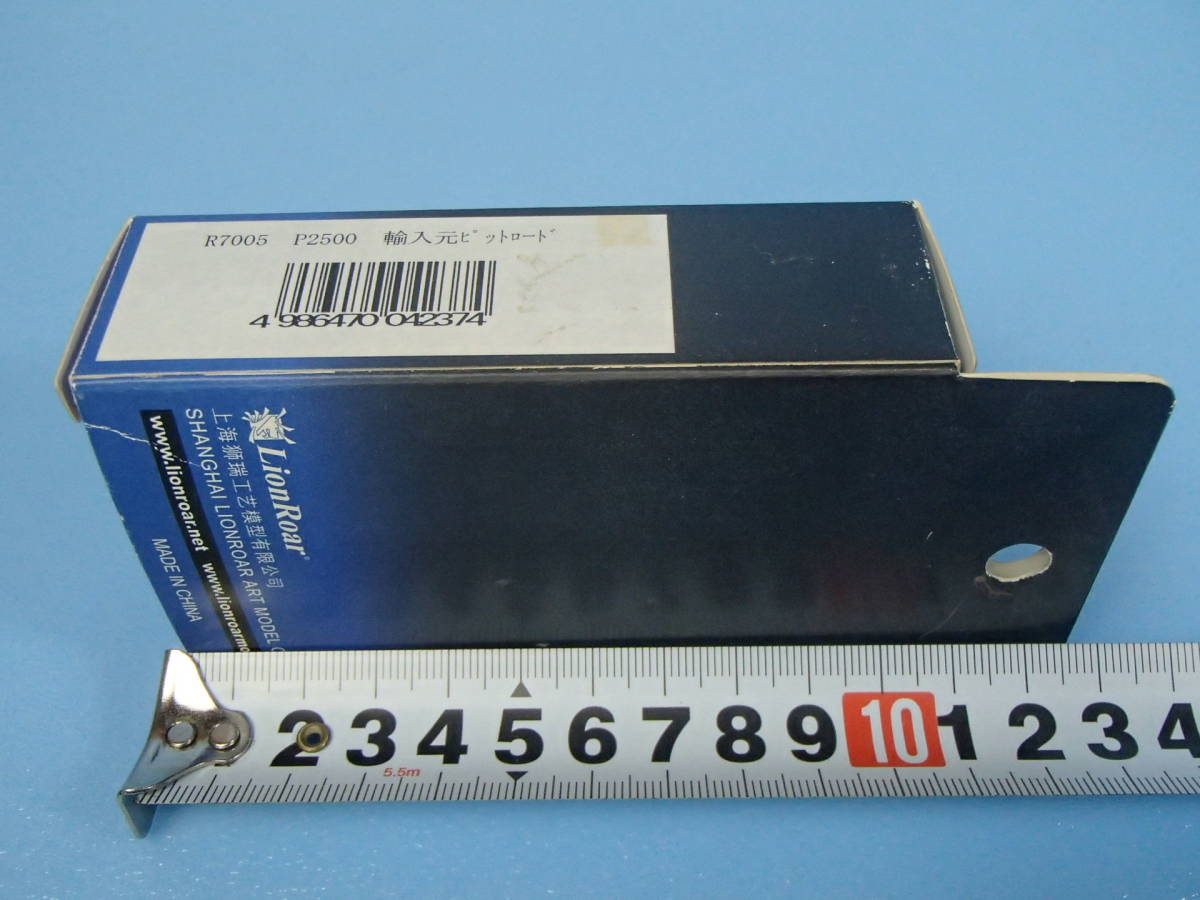 R7005 P2500 輸入元ﾋﾟｯﾄﾛｰﾄﾞ
4 986470 042374
LionRoar®
上海狮瑞工艺模型有限公司
SHANGHAI LIONROAR ART MODEL
www.lionroar.net
MADE IN CHINA
2 3 4 5 6 7 8 9 10 1 2 3 4
5.5m